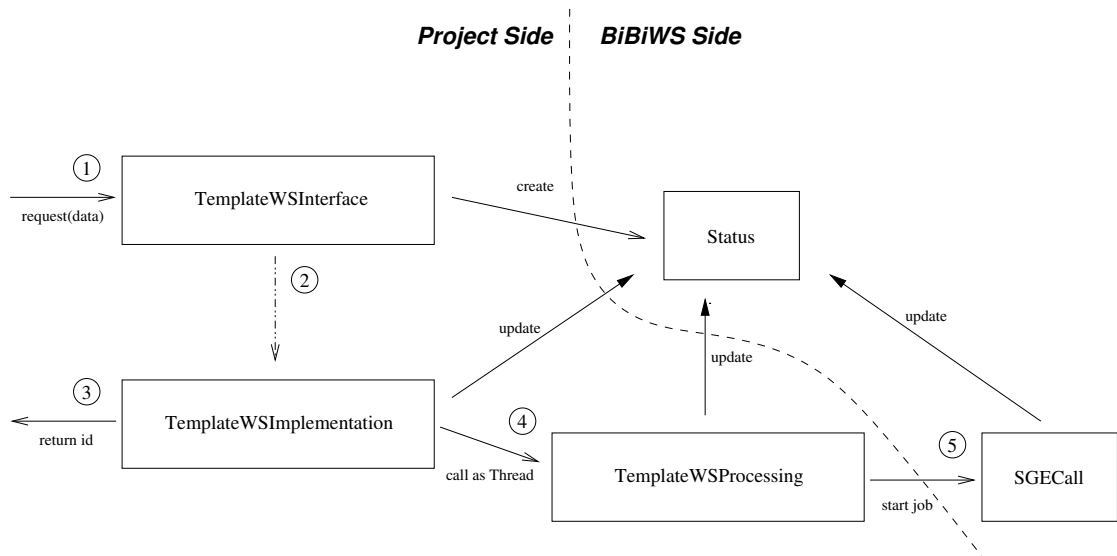 Project Side
BiBiWS Side
1
request(data)
TemplateWSInterface
create
Status
2
update
update
update
3
return id
TemplateWSImplementation
4
call as Thread
TemplateWSProcessing
5
start job
SGECall